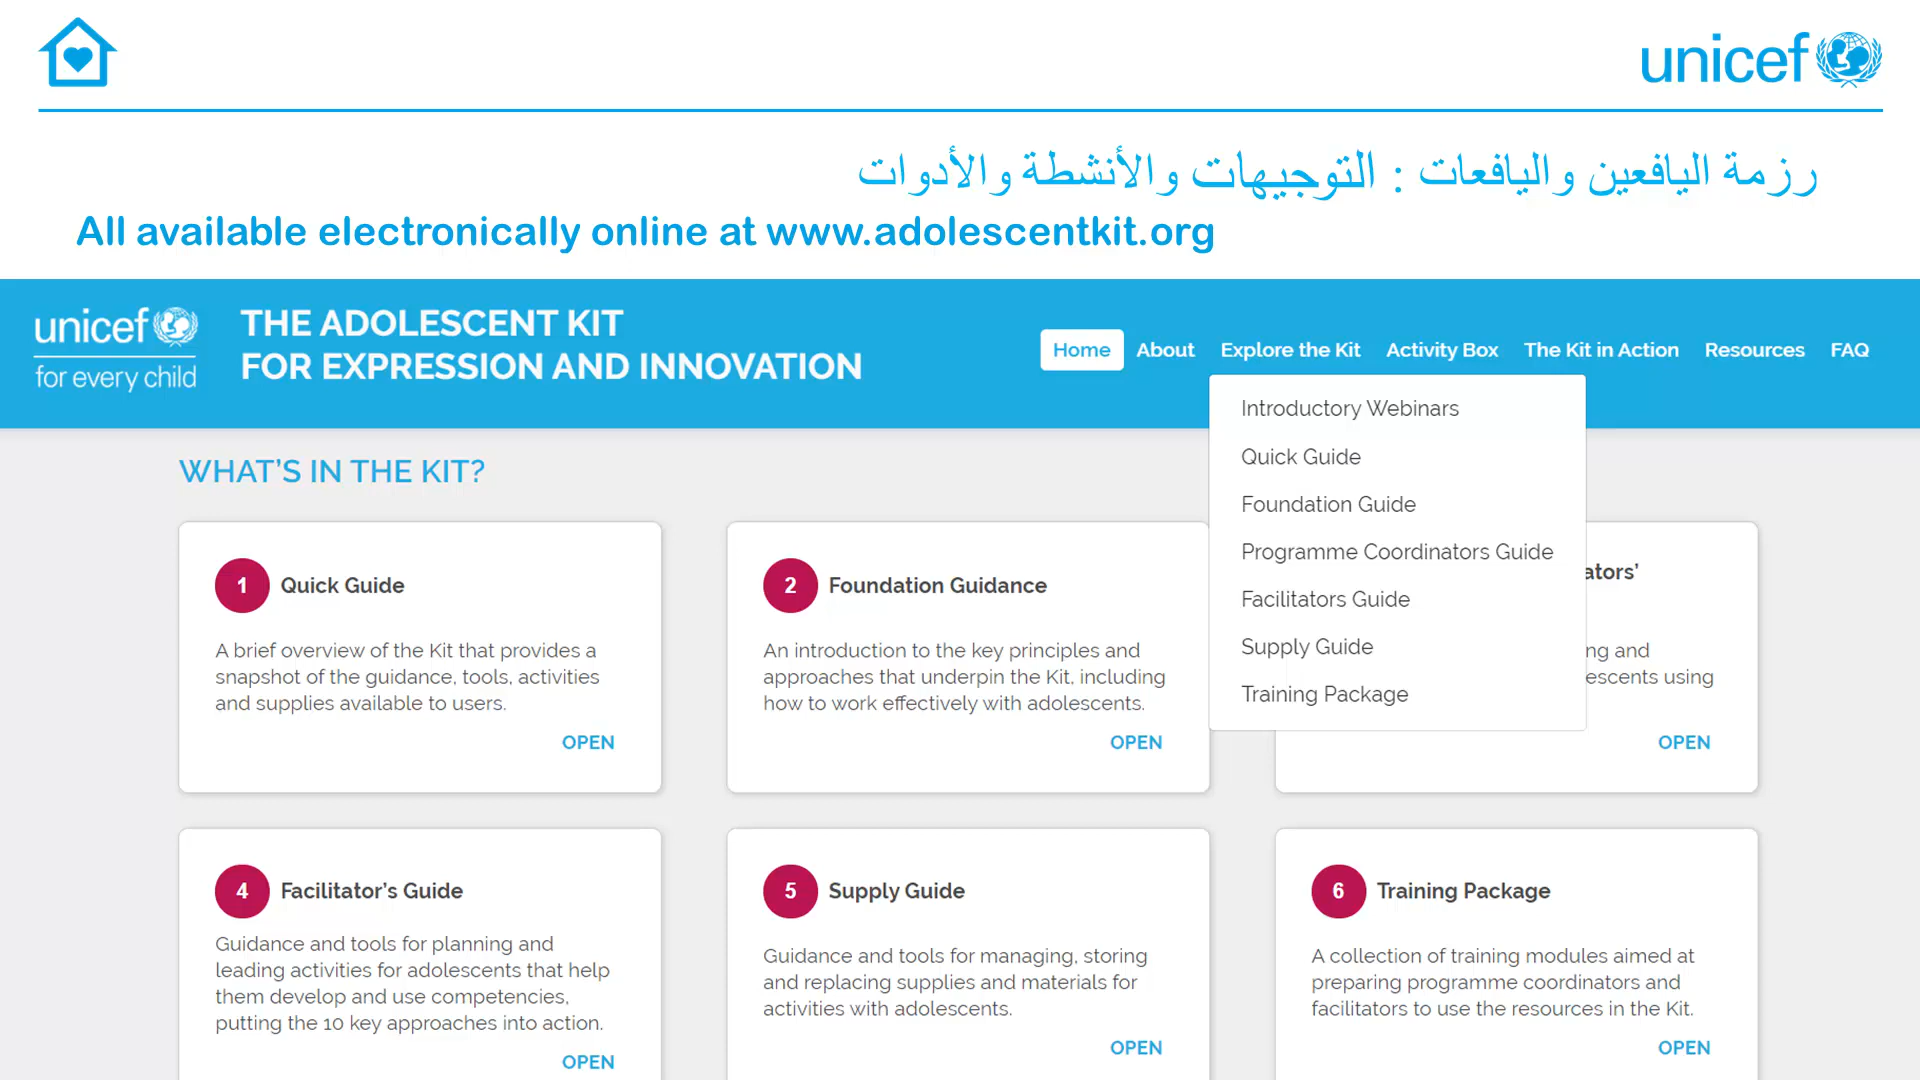 unicef
رزمة اليافعين واليافعات : التوجيهات والأنشطة والأدوات
All available electronically online at www.adolescentkit.org
unicef
for every child
THE ADOLESCENT KIT
FOR EXPRESSION AND INNOVATION
Home About Explore the Kit Activity Box The Kit in Action Resources FAQ
Introductory Webinars
Quick Guide
Foundation Guide
Programme Coordinators Guide
Facilitators Guide
Supply Guide
Training Package
WHAT'S IN THE KIT?
1 Quick Guide
A brief overview of the Kit that provides a
snapshot of the guidance, tools, activities
and supplies available to users.
OPEN
2 Foundation Guidance
An introduction to the key principles and
approaches that underpin the Kit, including
how to work effectively with adolescents.
OPEN
and
using
OPEN
4 Facilitator's Guide
Guidance and tools for planning and
leading activities for adolescents that help
them develop and use competencies,
putting the 10 key approaches into action.
OPEN
5 Supply Guide
Guidance and tools for managing, storing
and replacing supplies and materials for
activities with adolescents.
OPEN
6 Training Package
A collection of training modules aimed at
preparing programme coordinators and
facilitators to use the resources in the Kit.
OPEN